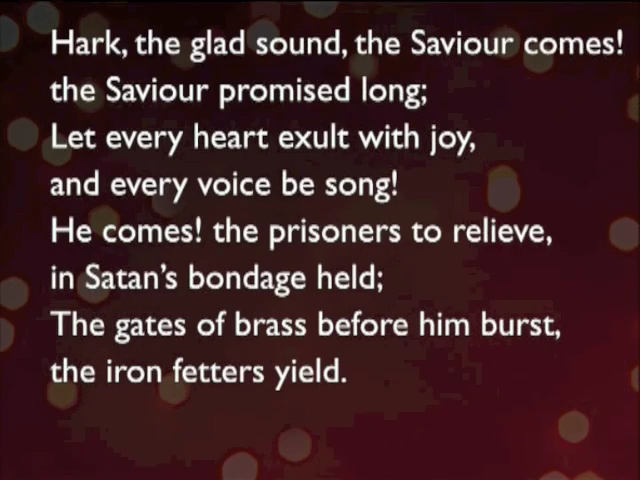 Hark, the glad sound, the Saviour comes!
the Saviour promised long;
Let every heart exult with joy,
and every voice be song!
He comes! the prisoners to relieve,
in Satan's bondage held;
The gates of brass before him burst,
the iron fetters yield.